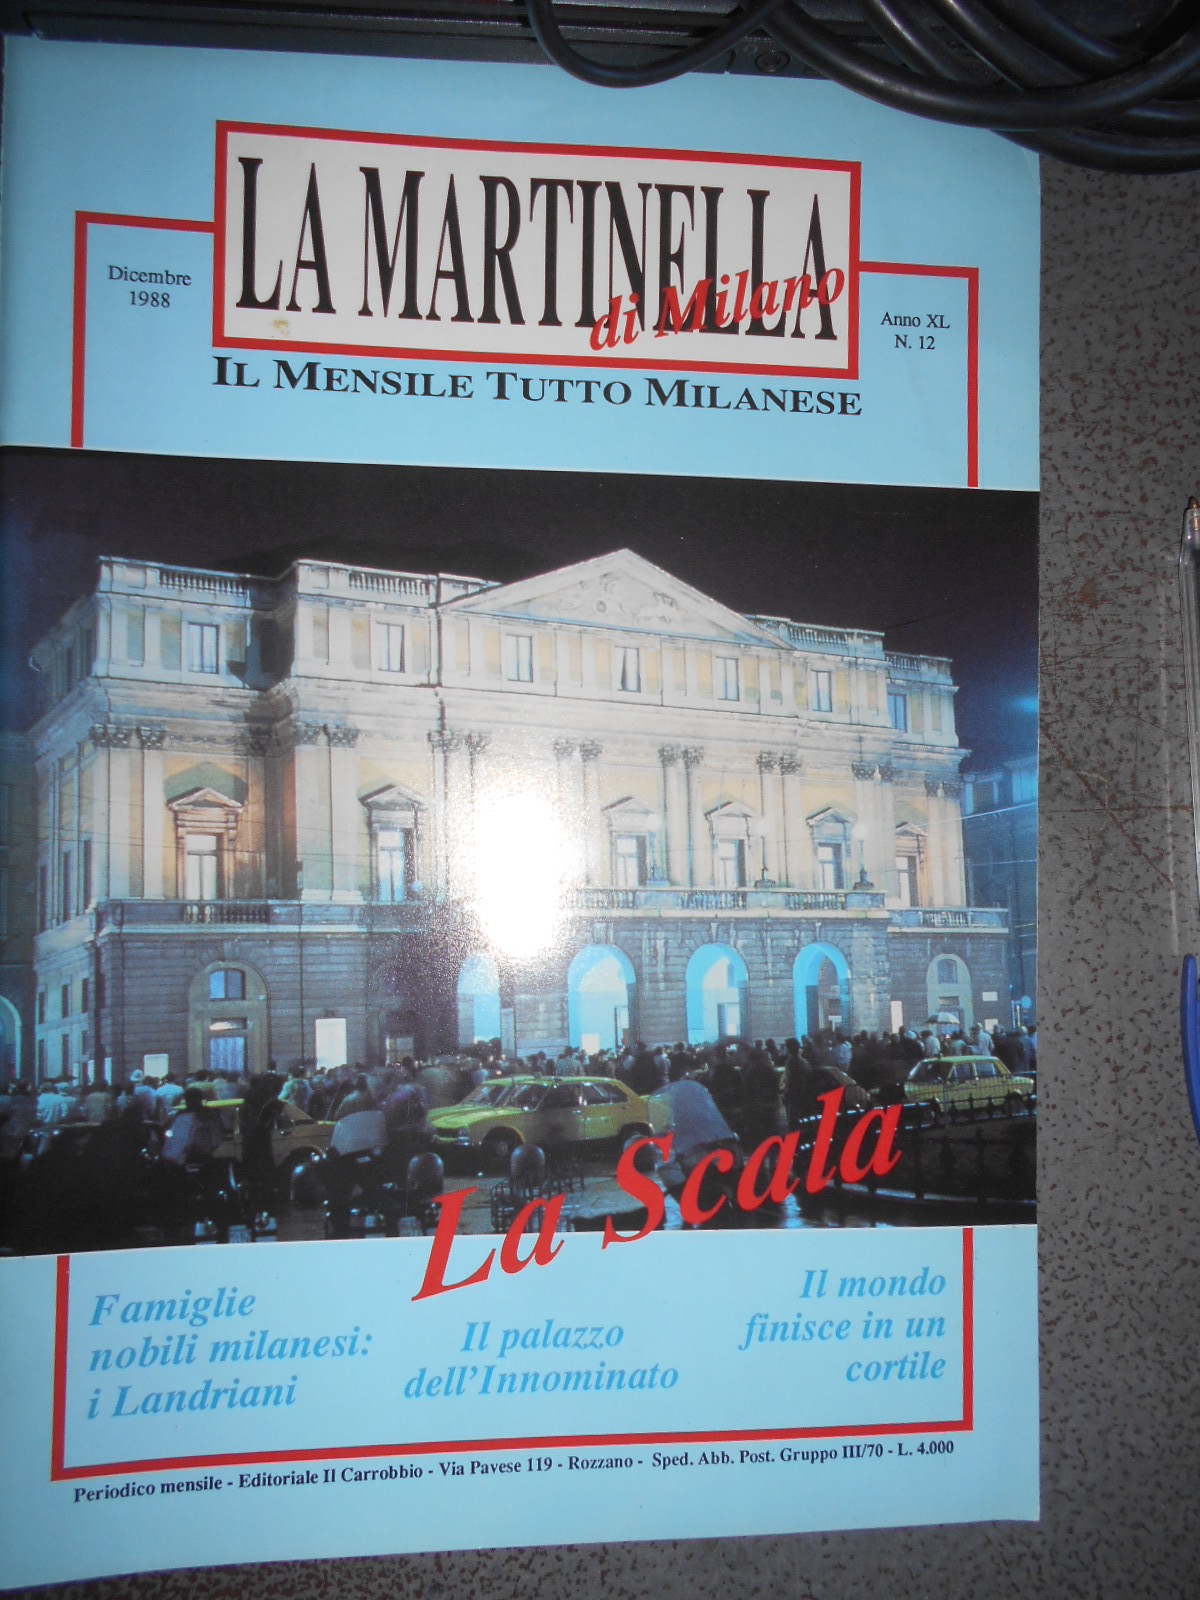 LA MARTINELLA
di Milano
Dicembre
1988
Anno XL
N. 12
IL MENSILE TUTTO MILANESE
La Scala
Famiglie
nobili milanesi:
i Landriani
Il palazzo
dell'Innominato
Il mondo
finisce in un
cortile
Periodico mensile - Editoriale Il Carrobbio - Via Pavese 119 - Rozzano - Sped. Abb. Post. Gruppo III/70 - L. 4.000